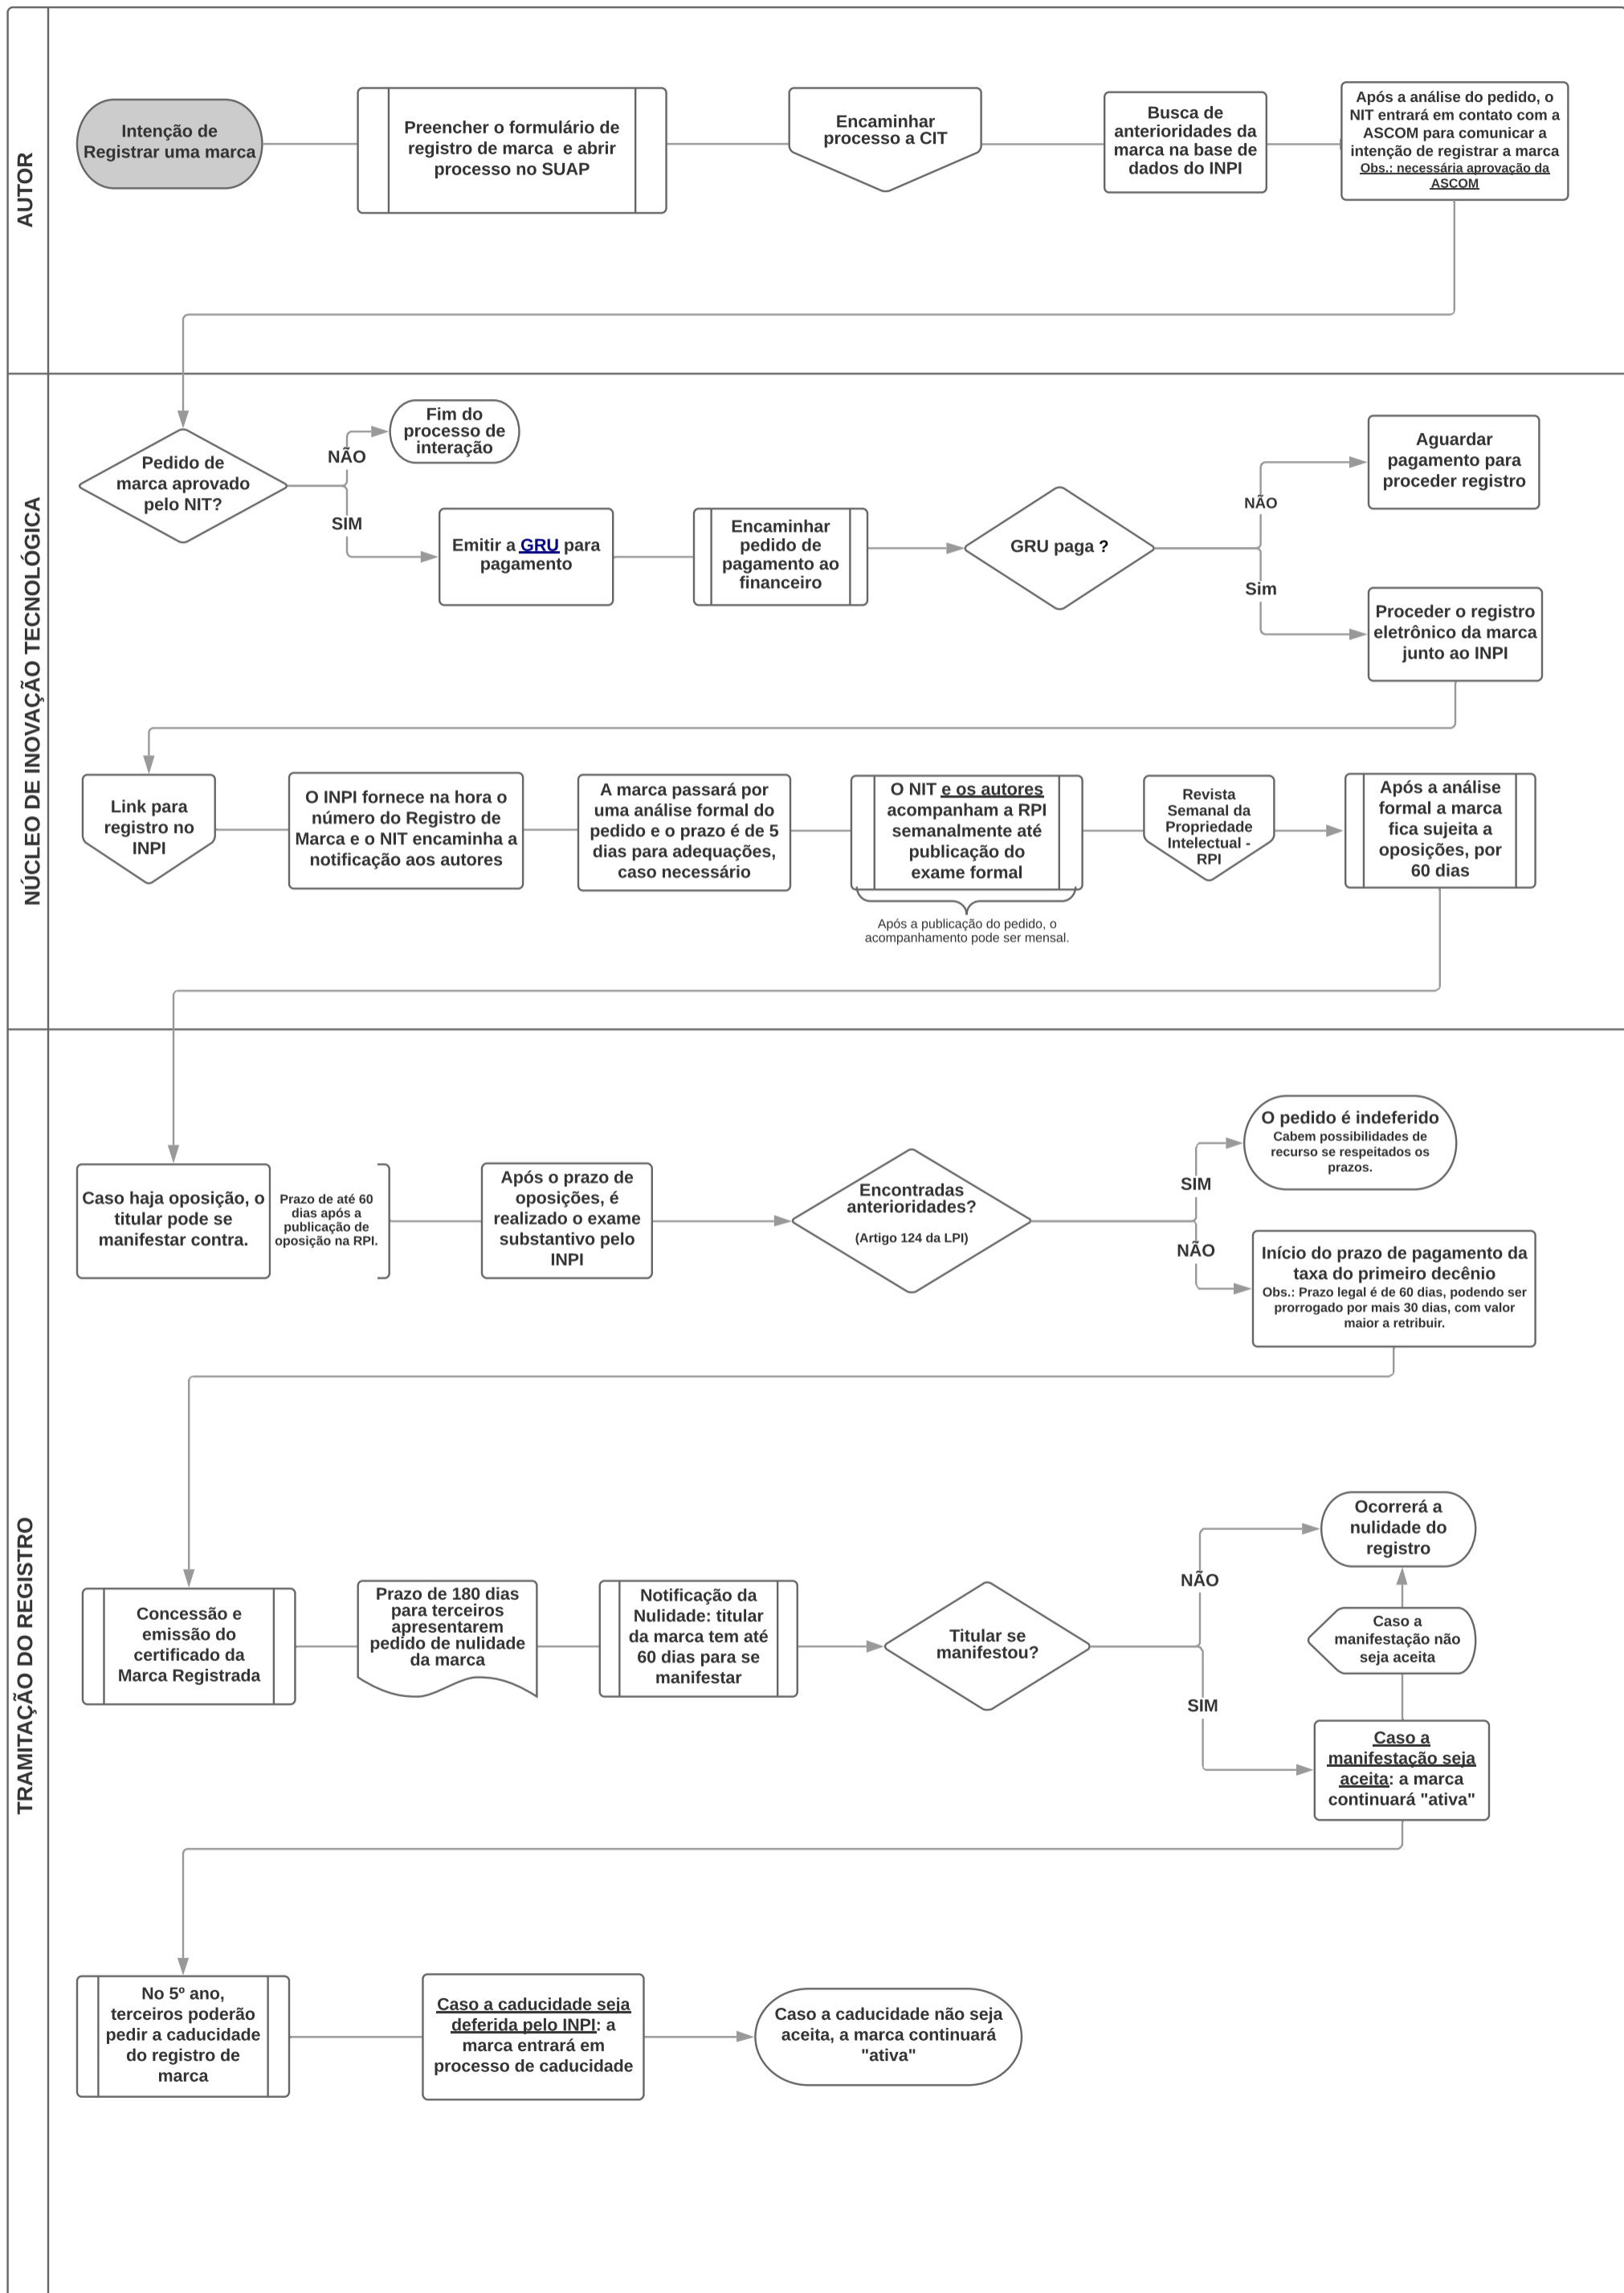 AUTOR
Intenção de
Registrar uma marca
Preencher o formulário de
registro de marca e abrir
processo no SUAP
Encaminhar
processo a CIT
Busca de
anterioridades da
marca na base de
dados do INPI
Após a análise do pedido, o
NIT entrará em contato com a
ASCOM para comunicar a
intenção de registrar a marca
Obs.: necessária aprovação da
ASCOM
NÚCLEO DE INOVAÇÃO TECNOLÓGICA
Pedido de
marca aprovado
pelo NIT?
NÃO
Fim do
processo de
interação
SIM
Emitir a GRU para
pagamento
Encaminhar
pedido de
pagamento ao
financeiro
GRU paga ?
NÃO
Aguardar
pagamento para
proceder registro
Sim
Proceder o registro
eletrônico da marca
junto ao INPI
Link para
registro no
INPI
O INPI fornece na hora o
número do Registro de
Marca e o NIT encaminha a
notificação aos autores
A marca passará por
uma análise formal do
pedido e o prazo é de 5
dias para adequações,
caso necessário
O NIT e os autores
acompanham a RPI
semanalmente até
publicação do
exame formal
Após a publicação do pedido, o
acompanhamento pode ser mensal.
Revista
Semanal da
Propriedade
Intelectual -
RPI
Após a análise
formal a marca
fica sujeita a
oposições, por
60 dias
TRAMITAÇÃO DO REGISTRO
Caso haja oposição, o
titular pode se
manifestar contra.
Prazo de até 60
dias após a
publicação de
oposição na RPI.
Após o prazo de
oposições, é
realizado o exame
substantivo pelo
INPI
Encontradas
anterioridades?
(Artigo 124 da LPI)
SIM
O pedido é indeferido
Cabem possibilidades de
recurso se respeitados os
prazos.
NÃO
Início do prazo de pagamento da
taxa do primeiro decênio
Obs.: Prazo legal é de 60 dias, podendo ser
prorrogado por mais 30 dias, com valor
maior a retribuir.
Concessão e
emissão do
certificado da
Marca Registrada
Prazo de 180 dias
para terceiros
apresentarem
pedido de nulidade
da marca
Notificação da
Nulidade: titular
da marca tem até
60 dias para se
manifestar
Titular se
manifestou?
NÃO
Ocorrerá a
nulidade do
registro
Caso a
manifestação não
seja aceita
SIM
Caso a
manifestação seja
aceita: a marca
continuará "ativa"
No 5º ano,
terceiros poderão
pedir a caducidade
do registro de
marca
Caso a caducidade seja
deferida pelo INPI: a
marca entrará em
processo de caducidade
Caso a caducidade não seja
aceita, a marca continuará
"ativa"